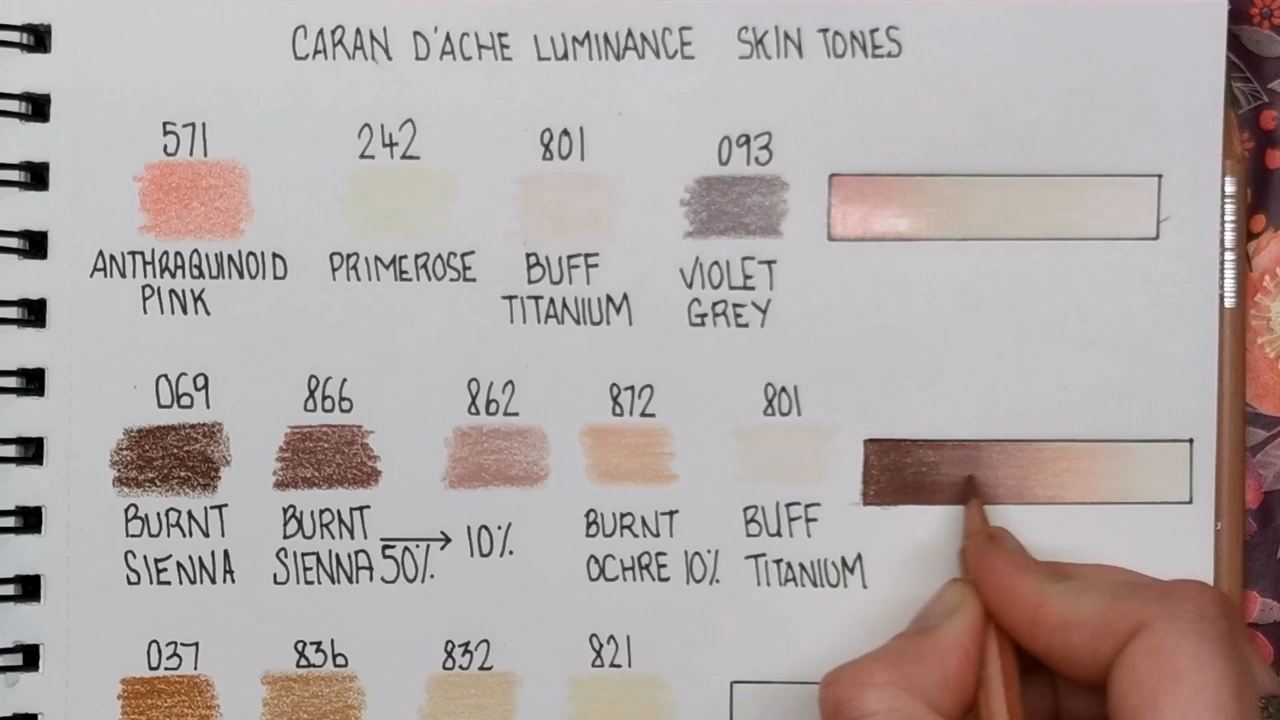 CARAN D'ACHE LUMINANCE SKIN TONES
571 242 801 093
ANTHRAQUINOID PRIMEROSE BUFF VIOLET
PINK TITANIUM GREY
069 866 862 872 801
BURNT BURNT → 10% BURNT BUFF
SIENNA SIENNA 50% OCHRE 10% TITANIUM
037 836 832 821